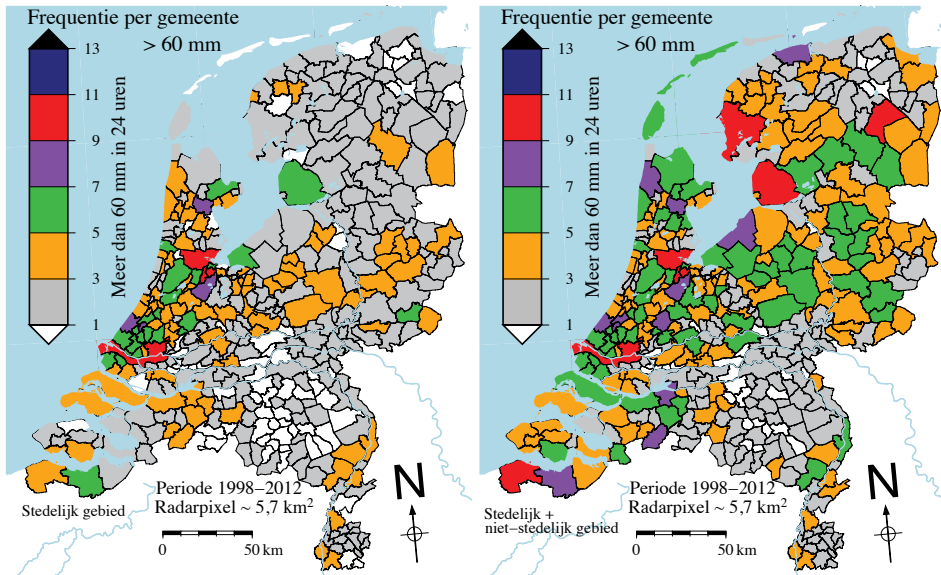 Frequentie per gemeente
> 60 mm
13
11
9
7
5
3
1
Meer dan 60 mm in 24 uren
Stedelijk gebied
Periode 1998–2012
Radarpixel ~ 5,7 km²
0 50 km
N
Frequentie per gemeente
> 60 mm
13
11
9
7
5
3
1
Meer dan 60 mm in 24 uren
Stedelijk +
niet–stedelijk gebied
Periode 1998–2012
Radarpixel ~ 5,7 km²
0 50 km
N